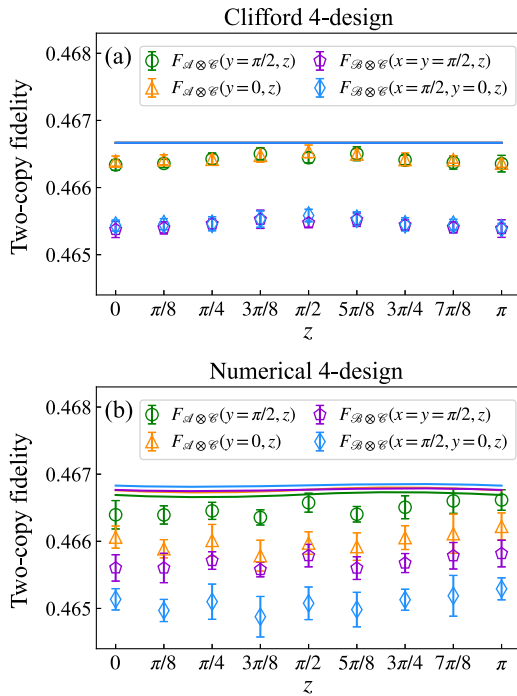 Clifford 4-design
(a)
F𝒜⊗𝒞(y = π/2, z)
F𝒜⊗𝒞(y = 0, z)
Fℬ⊗𝒞(x = y = π/2, z)
Fℬ⊗𝒞(x = π/2, y = 0, z)
Two-copy fidelity
0.468
0.467
0.466
0.465
0 π/8 π/4 3π/8 π/2 5π/8 3π/4 7π/8 π
z
Numerical 4-design
(b)
F𝒜⊗𝒞(y = π/2, z)
F𝒜⊗𝒞(y = 0, z)
Fℬ⊗𝒞(x = y = π/2, z)
Fℬ⊗𝒞(x = π/2, y = 0, z)
Two-copy fidelity
0.468
0.467
0.466
0.465
0 π/8 π/4 3π/8 π/2 5π/8 3π/4 7π/8 π
z